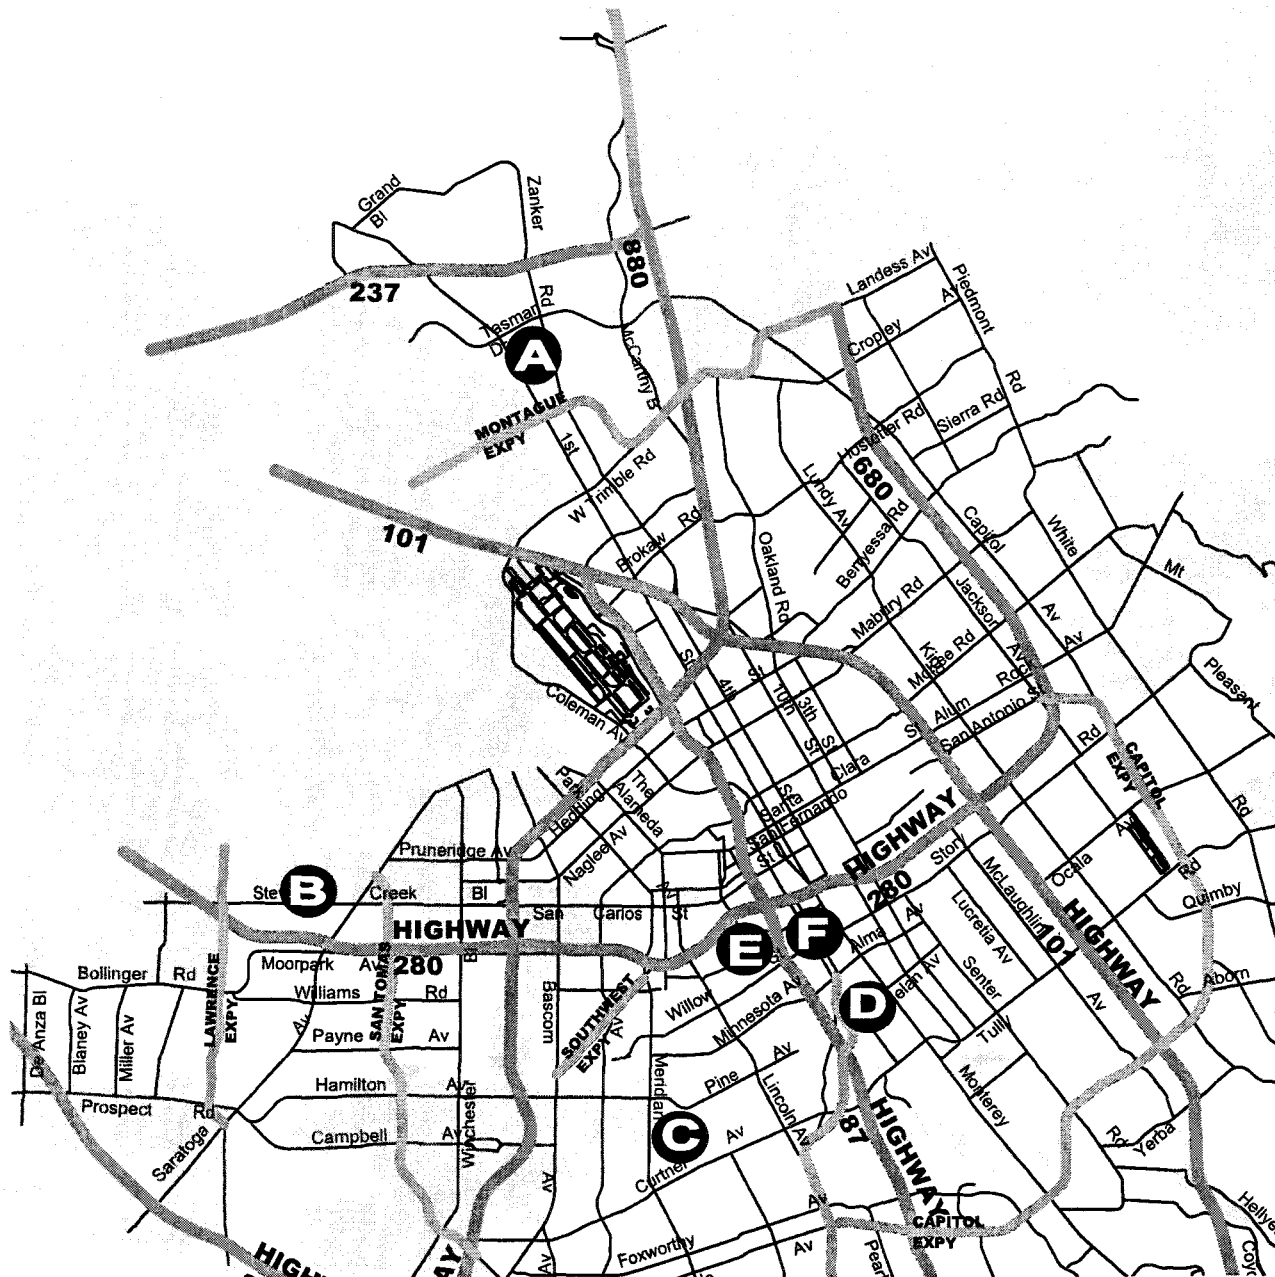 Grand
Bl
Zanker
Rd
880
237
Landess Av
Piedmont
Rd
Av
Cropley
Tasman
A
McCarthy B
MONTAGUE
EXPY
1st
Hostetter Rd
Sierra Rd
680
W Trimble Rd
Lundy Av
101
Brokaw Rd
Oakland Rd
Berryessa Rd
Capitol
Av
White
Mt
Mabury Rd
Jackson
Av
King
McKee Rd
Av
Pleasant
Rd
Coleman Av
St
4th
St
10th
St
13th
St
Alum Rock
San Antonio St
Rd
CAPITOL
EXPY
Park
The
Alameda
Hedding
Santa Clara St
San Fernando
St
Naglee Av
Pruneridge Av
HIGHWAY
280
Story
McLaughlin
Av
Ocala
Av
Rd
Quimby
Rd
B
Creek
Bl
San Carlos St
HIGHWAY
280
E
F
Alma
Av
Lucretia Av
HIGHWAY
101
Aborn
Bollinger Rd
Moorpark Av
LAWRENCE
EXPY
SAN TOMAS
EXPY
Williams Rd
Bascom
Av
SOUTHWEST
EXPY
Willow
Minnesota Av
D
Senter
Tully
De Anza Bl
Blaney Av
Miller Av
Payne Av
Hamilton Av
Winchester
Bl
Meridian
Av
Pine Av
Lincoln
Av
Monterey
Rd
Yerba
Prospect Rd
Saratoga
Av
Campbell Av
C
Curtner
Av
87
HIGHWAY
CAPITOL
EXPY
Foxworthy
Av